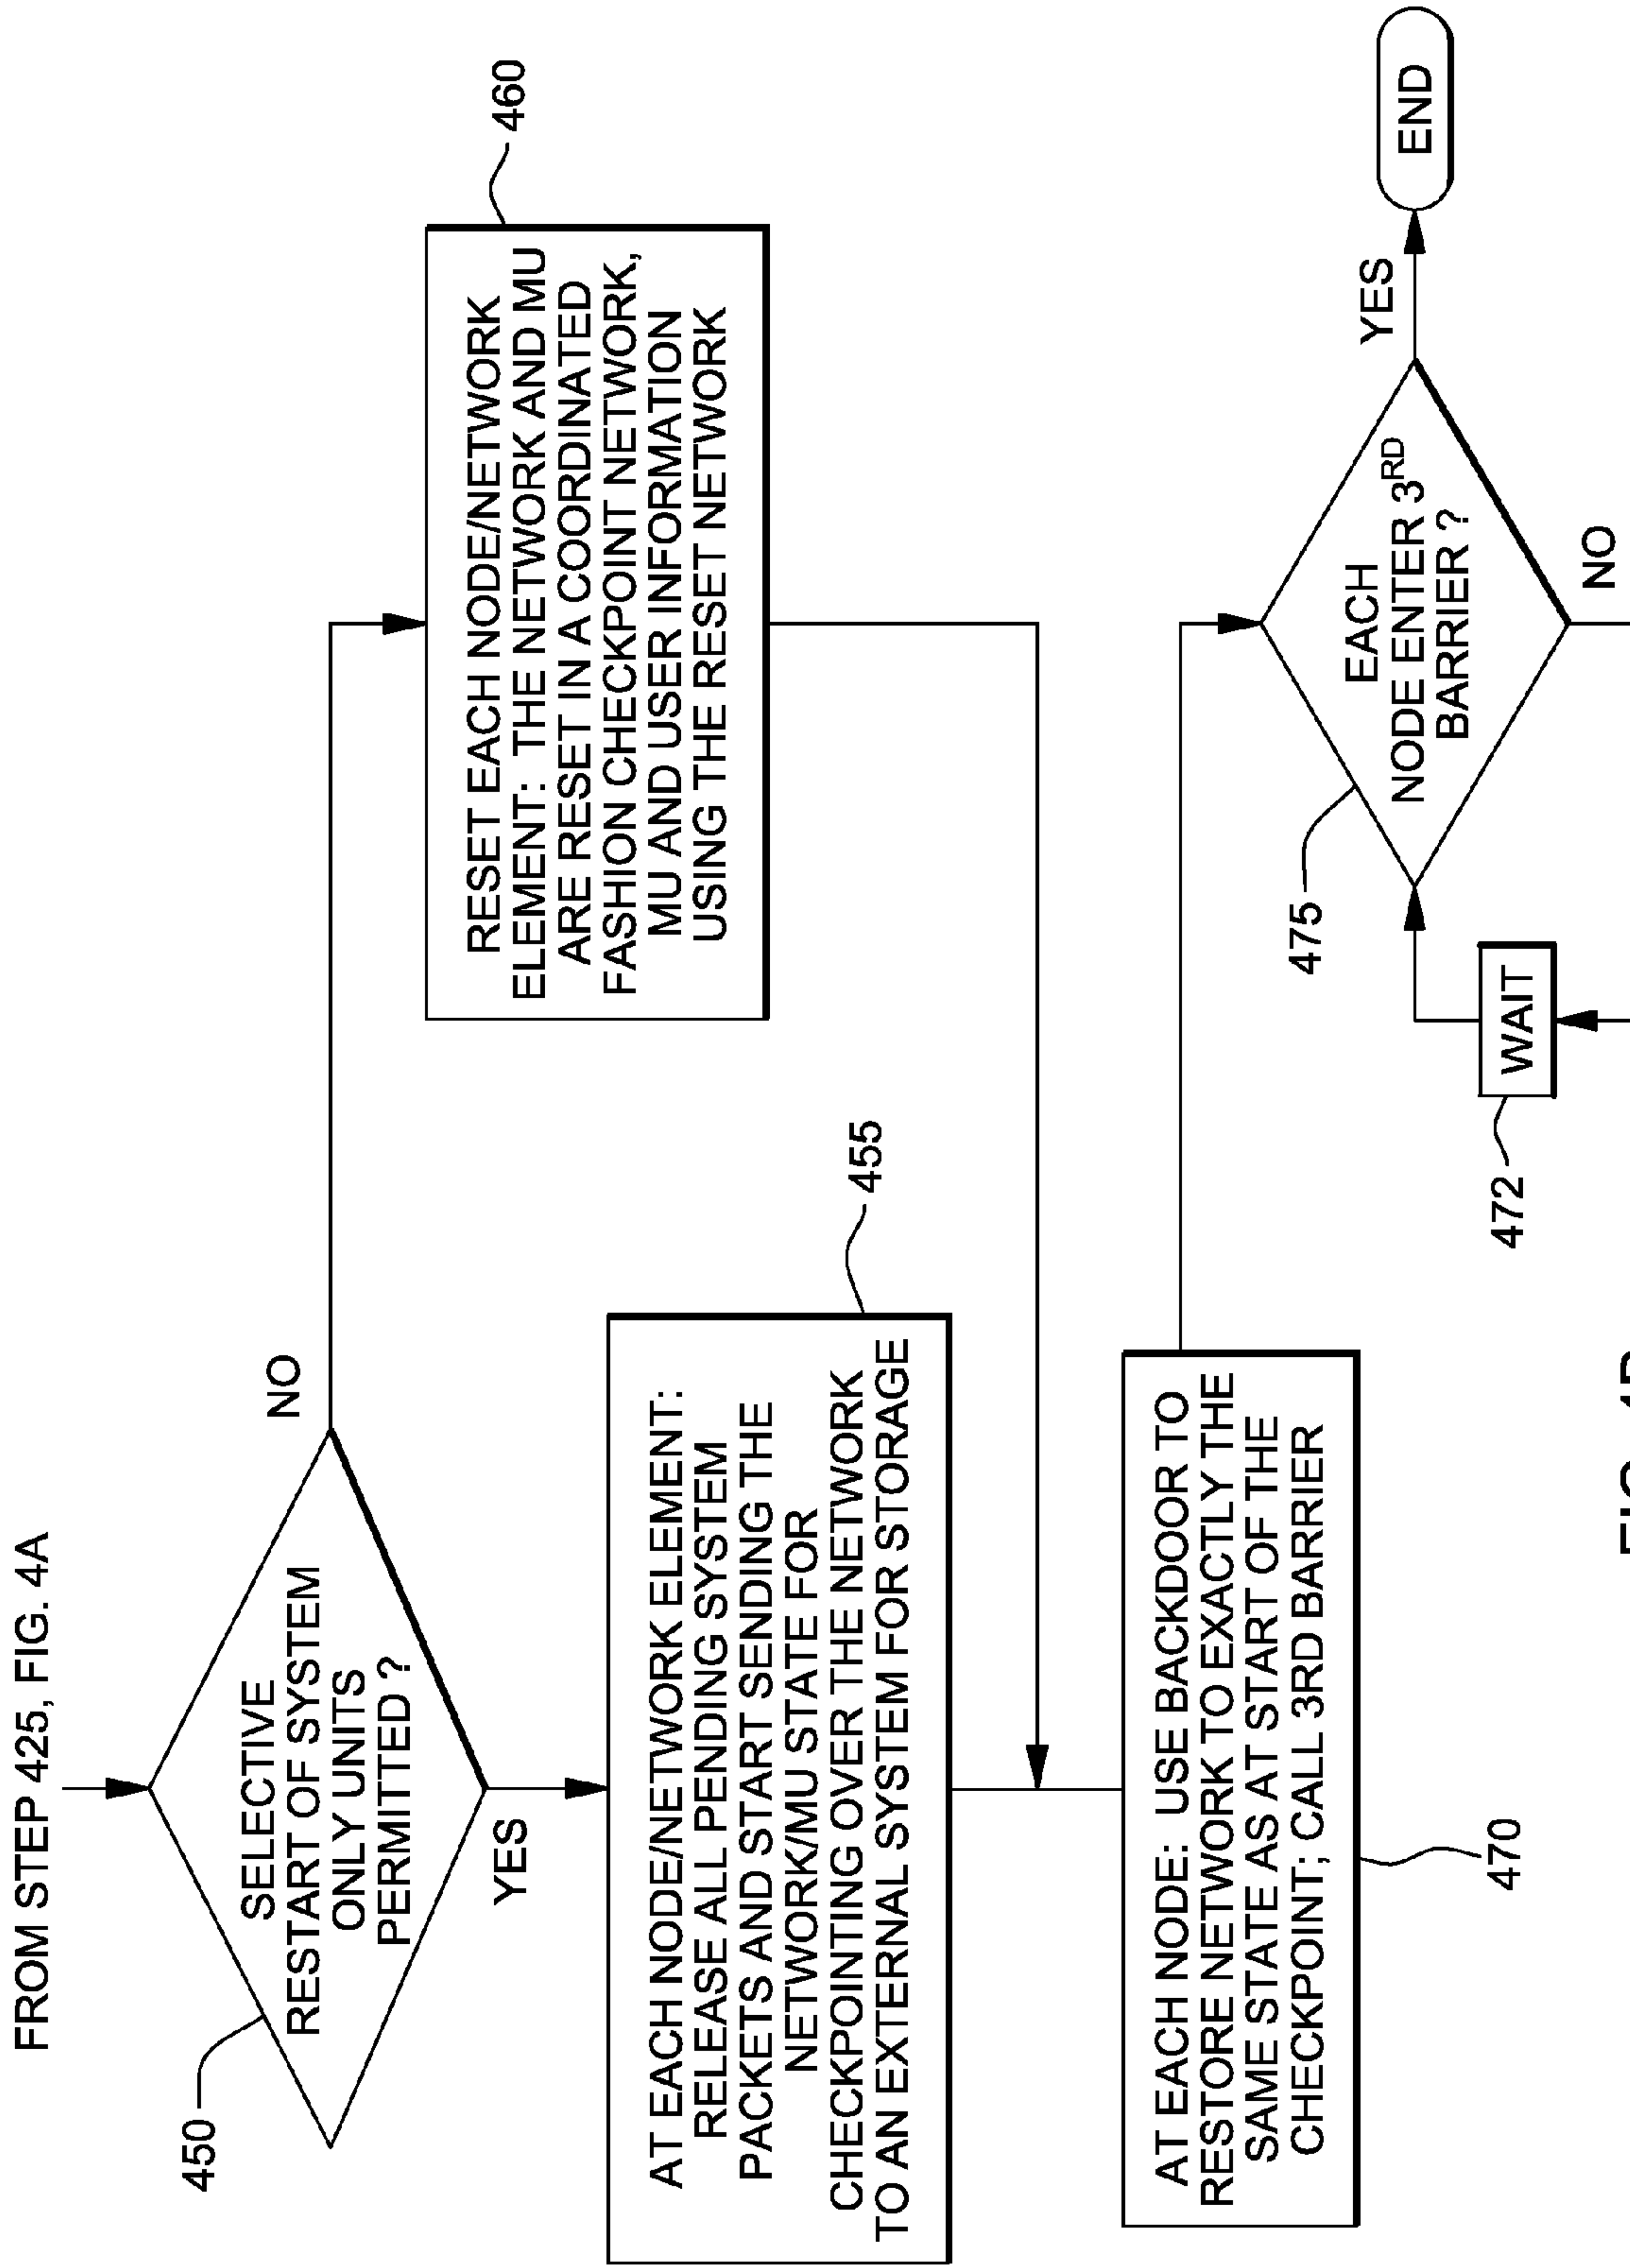 FROM STEP 425, FIG. 4A
450
SELECTIVE
RESTART OF SYSTEM
ONLY UNITS
PERMITTED ?
NO
YES
460
RESET EACH NODE/NETWORK
ELEMENT: THE NETWORK AND MU
ARE RESET IN A COORDINATED
FASHION CHECKPOINT NETWORK,
MU AND USER INFORMATION
USING THE RESET NETWORK
455
AT EACH NODE/NETWORK ELEMENT:
RELEASE ALL PENDING SYSTEM
PACKETS AND START SENDING THE
NETWORK/MU STATE FOR
CHECKPOINTING OVER THE NETWORK
TO AN EXTERNAL SYSTEM FOR STORAGE
AT EACH NODE: USE BACKDOOR TO
RESTORE NETWORK TO EXACTLY THE
SAME STATE AS AT START OF THE
CHECKPOINT; CALL 3RD BARRIER
470
475
EACH
NODE ENTER 3RD
BARRIER ?
YES
END
NO
472
WAIT